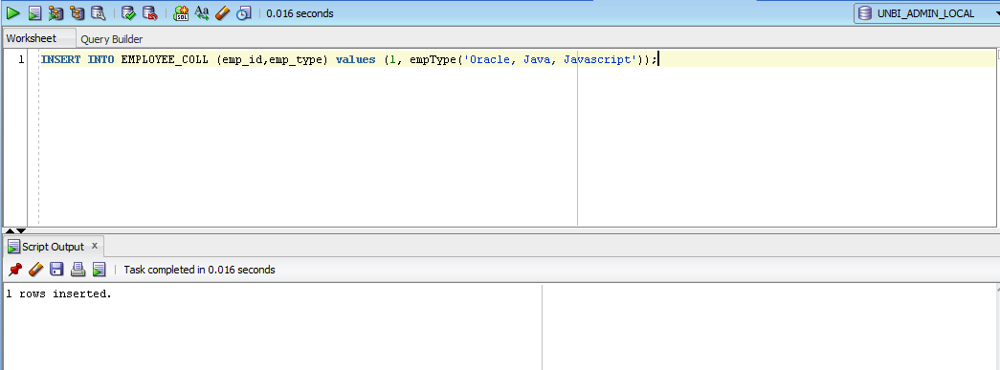 0.016 seconds
UNBI_ADMIN_LOCAL
Worksheet Query Builder
1 INSERT INTO EMPLOYEE_COLL (emp_id,emp_type) values (1, empType('Oracle, Java, Javascript'));
Script Output x
Task completed in 0.016 seconds
1 rows inserted.